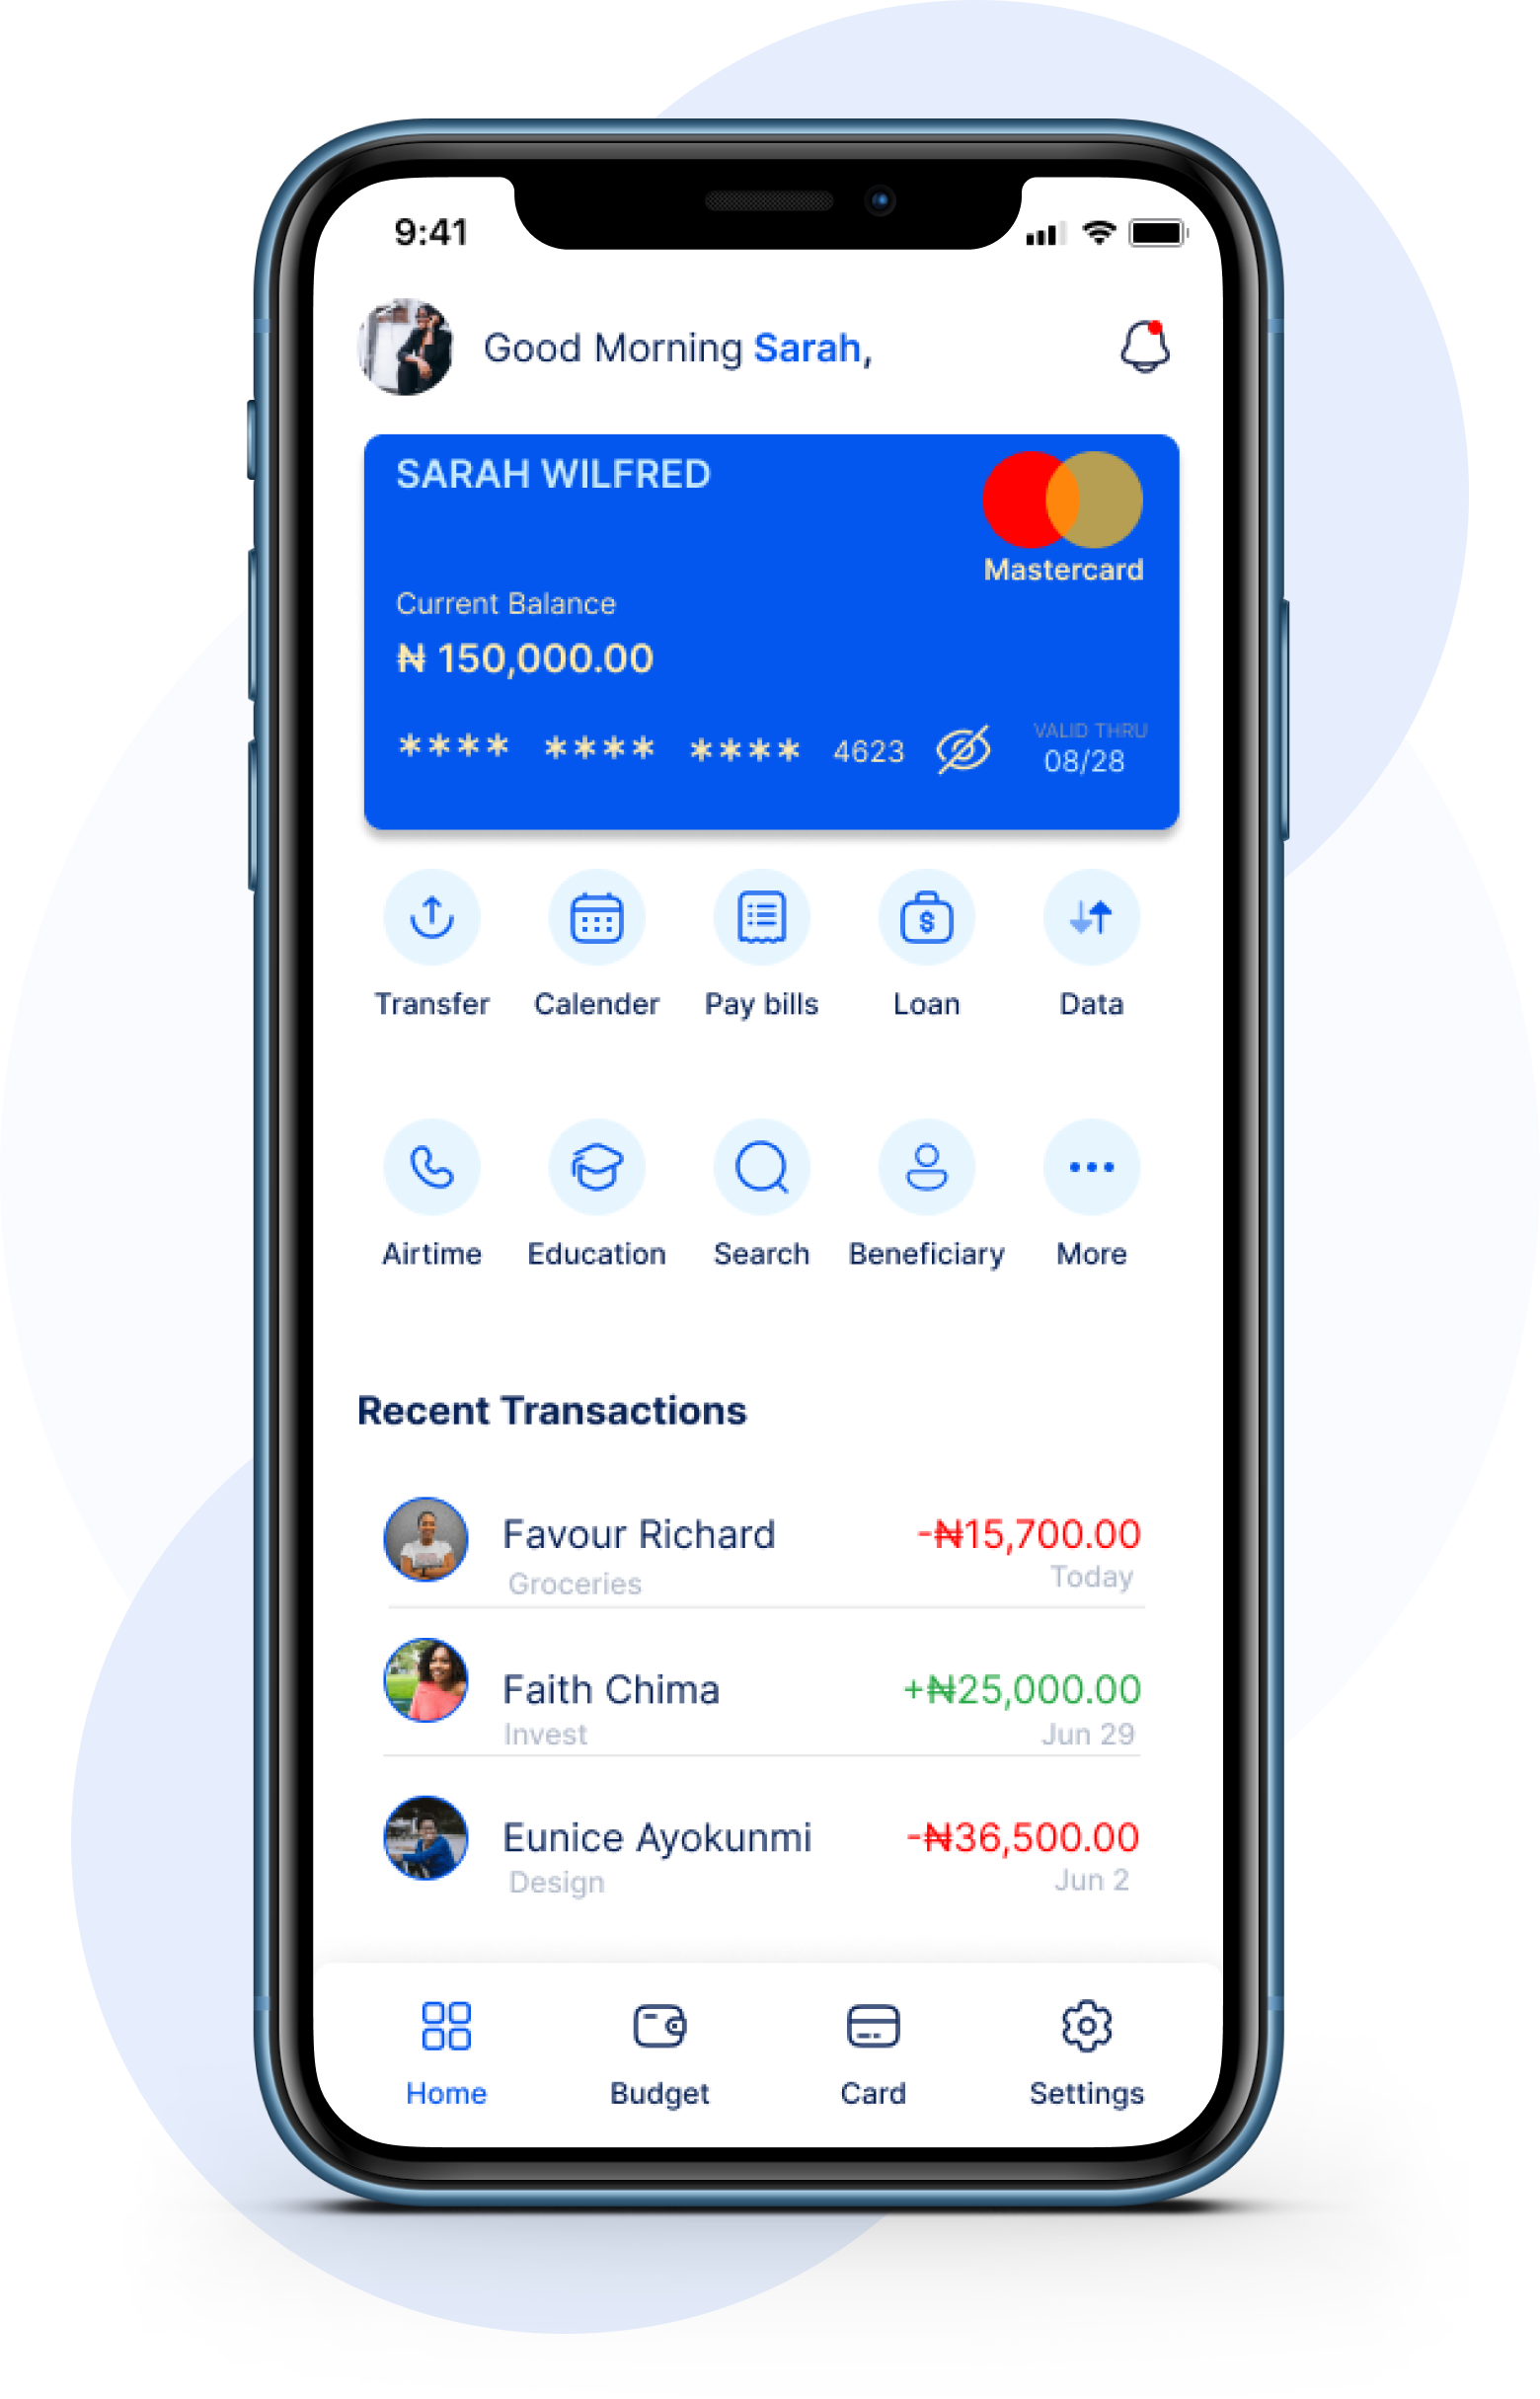 9:41
Good Morning Sarah,
SARAH WILFRED
Mastercard
Current Balance
₦ 150,000.00
**** **** **** 4623
VALID THRU
08/28
Transfer Calender Pay bills Loan Data
Airtime Education Search Beneficiary More
Recent Transactions
Favour Richard -₦15,700.00
Groceries Today
Faith Chima +₦25,000.00
Invest Jun 29
Eunice Ayokunmi -₦36,500.00
Design Jun 2
Home Budget Card Settings